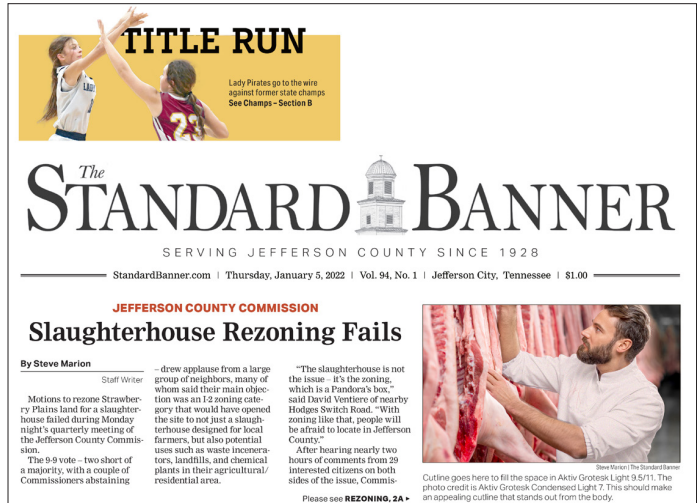 TITLE RUN
Lady Pirates go to the wire
against former state champs
See Champs – Section B
LADY
23
The
STANDARD BANNER
SERVING JEFFERSON COUNTY SINCE 1928
StandardBanner.com | Thursday, January 5, 2022 | Vol. 94, No. 1 | Jefferson City, Tennessee | $1.00
JEFFERSON COUNTY COMMISSION
Slaughterhouse Rezoning Fails
By Steve Marion
Staff Writer
Motions to rezone Strawber-
ry Plains land for a slaughter-
house failed during Monday
night's quarterly meeting of
the Jefferson County Commis-
sion.
The 9-9 vote – two short of
a majority, with a couple of
Commissioners abstaining
– drew applause from a large
group of neighbors, many of
whom said their main objec-
tion was an I-2 zoning cate-
gory that would have opened
the site to not just a slaugh-
terhouse designed for local
farmers, but also potential
uses such as waste incinera-
tors, landfills, and chemical
plants in their agricultural/
residential area.
"The slaughterhouse is not
the issue – it's the zoning,
which is a Pandora's box,"
said David Ventiere of nearby
Hodges Switch Road. "With
zoning like that, people will
be afraid to locate in Jefferson
County."
After hearing nearly two
hours of comments from 29
interested citizens on both
sides of the issue, Commis-
Please see REZONING, 2A ►
Steve Marion | The Standard Banner
Cutline goes here to fill the space in Aktiv Grotesk Light 9.5/11. The
photo credit is Aktiv Grotesk Condensed Light 7. This should make
an appealing cutline that stands out from the body.